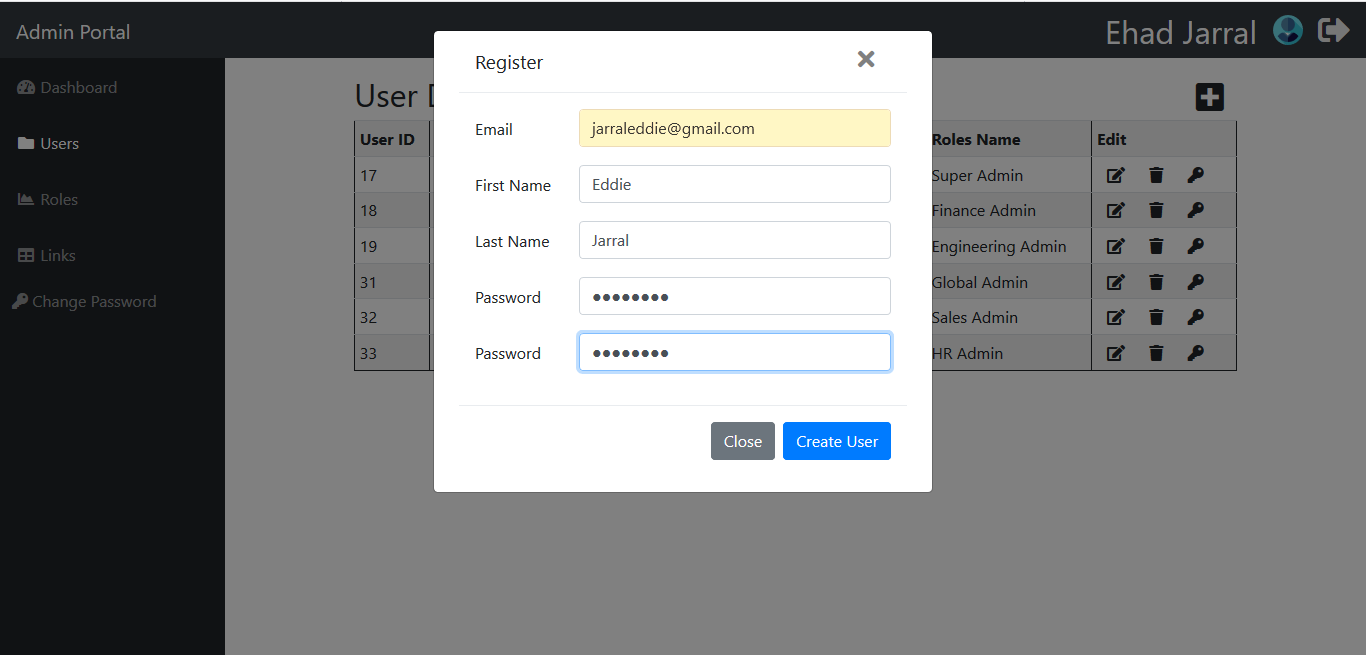 Admin Portal
Ehad Jarral
Dashboard
Users
Roles
Links
Change Password
User
User ID Roles Name Edit
17 Super Admin
18 Finance Admin
19 Engineering Admin
31 Global Admin
32 Sales Admin
33 HR Admin
Register
Email jarraleddie@gmail.com
First Name Eddie
Last Name Jarral
Password ●●●●●●●●
Password ●●●●●●●●
Close Create User